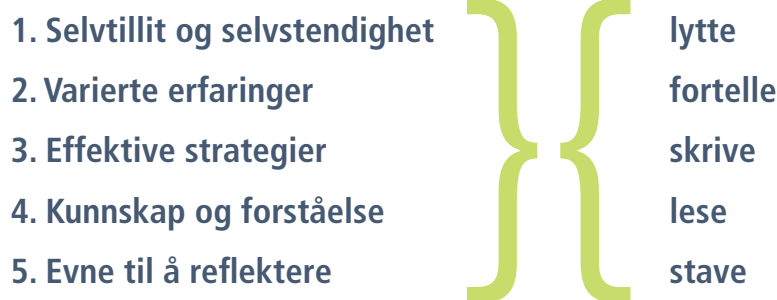 1. Selvtillit og selvstendighet
2. Varierte erfaringer
3. Effektive strategier
4. Kunnskap og forståelse
5. Evne til å reflektere
lytte
fortelle
skrive
lese
stave